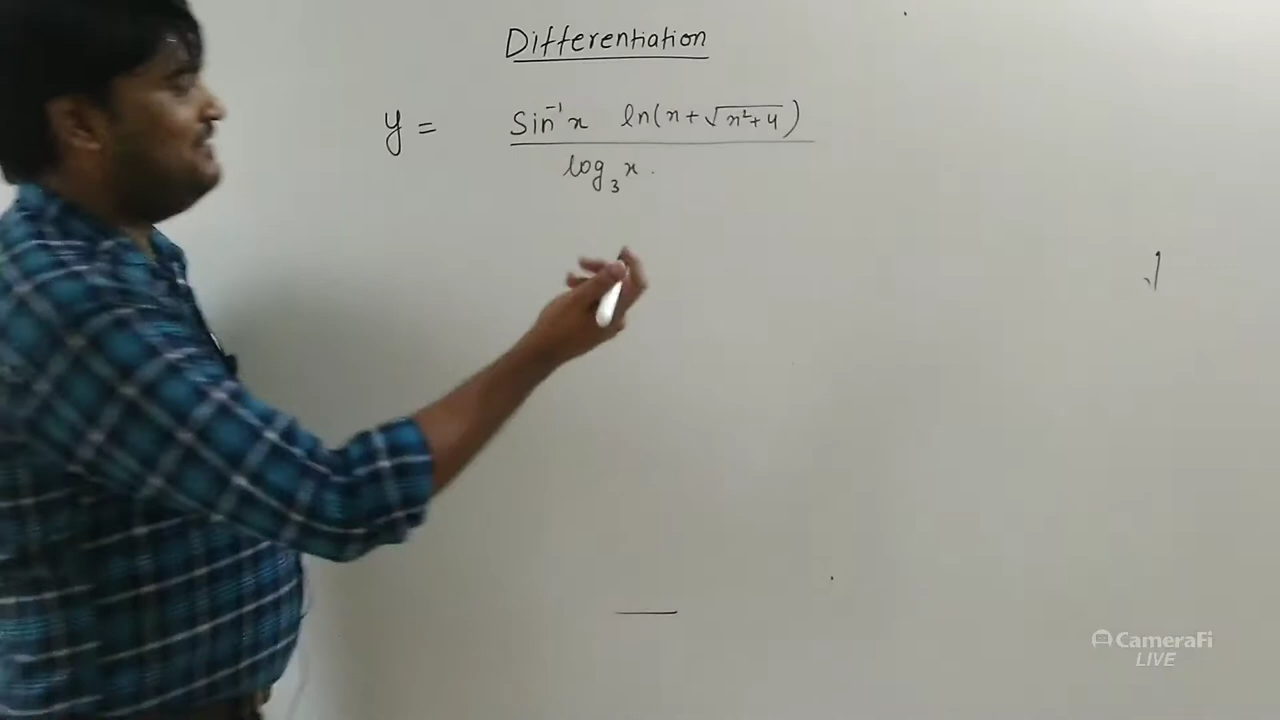 Differentiation
y = sin⁻¹x ln(x + √x²+4)
log₃x.
CameraFi
LIVE